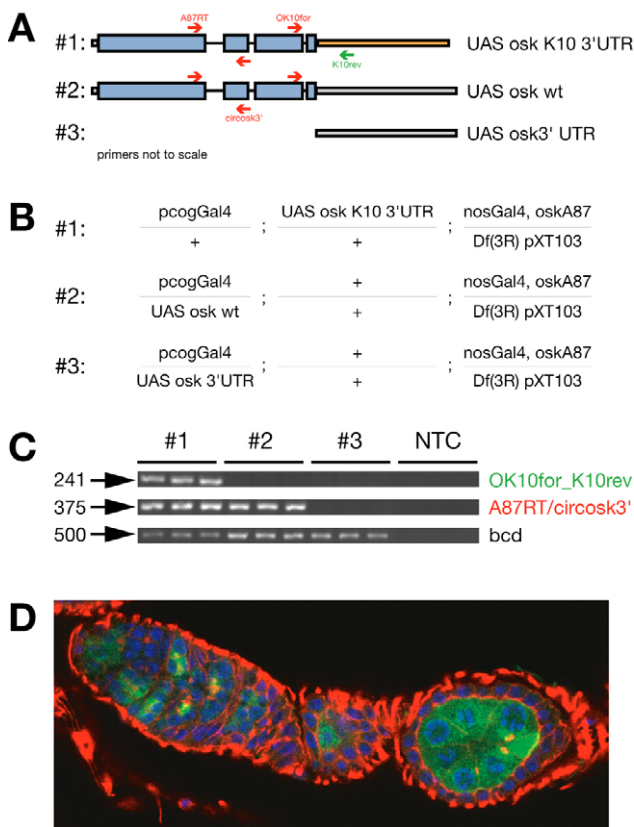 A
#1:
A87RT
OK10for
K10rev
UAS osk K10 3'UTR
#2:
circosk3'
UAS osk wt
#3:
UAS osk3' UTR
primers not to scale
B
#1:
pcogGal4 ; UAS osk K10 3'UTR ; nosGal4, oskA87
+ + Df(3R) pXT103
#2:
pcogGal4 ; + ; nosGal4, oskA87
UAS osk wt + Df(3R) pXT103
#3:
pcogGal4 ; + ; nosGal4, oskA87
UAS osk 3'UTR + Df(3R) pXT103
C
#1 #2 #3 NTC
241 OK10for_K10rev
375 A87RT/circosk3'
500 bcd
D